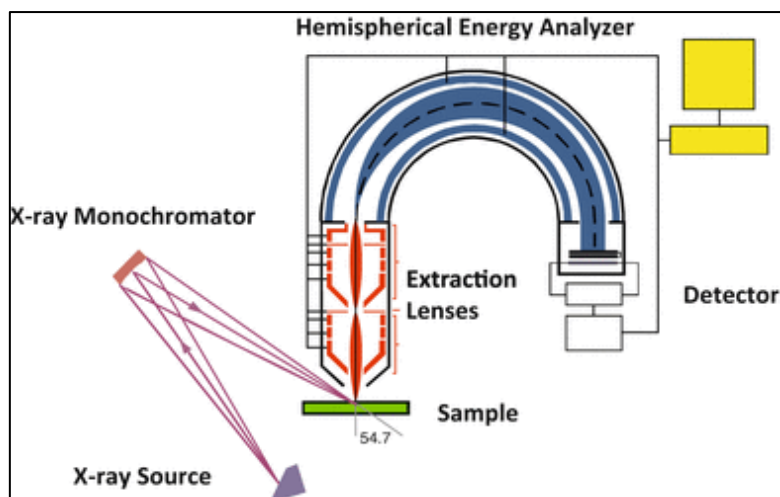 Hemispherical Energy Analyzer
X-ray Monochromator
Extraction
Lenses
Detector
Sample
54.7
X-ray Source